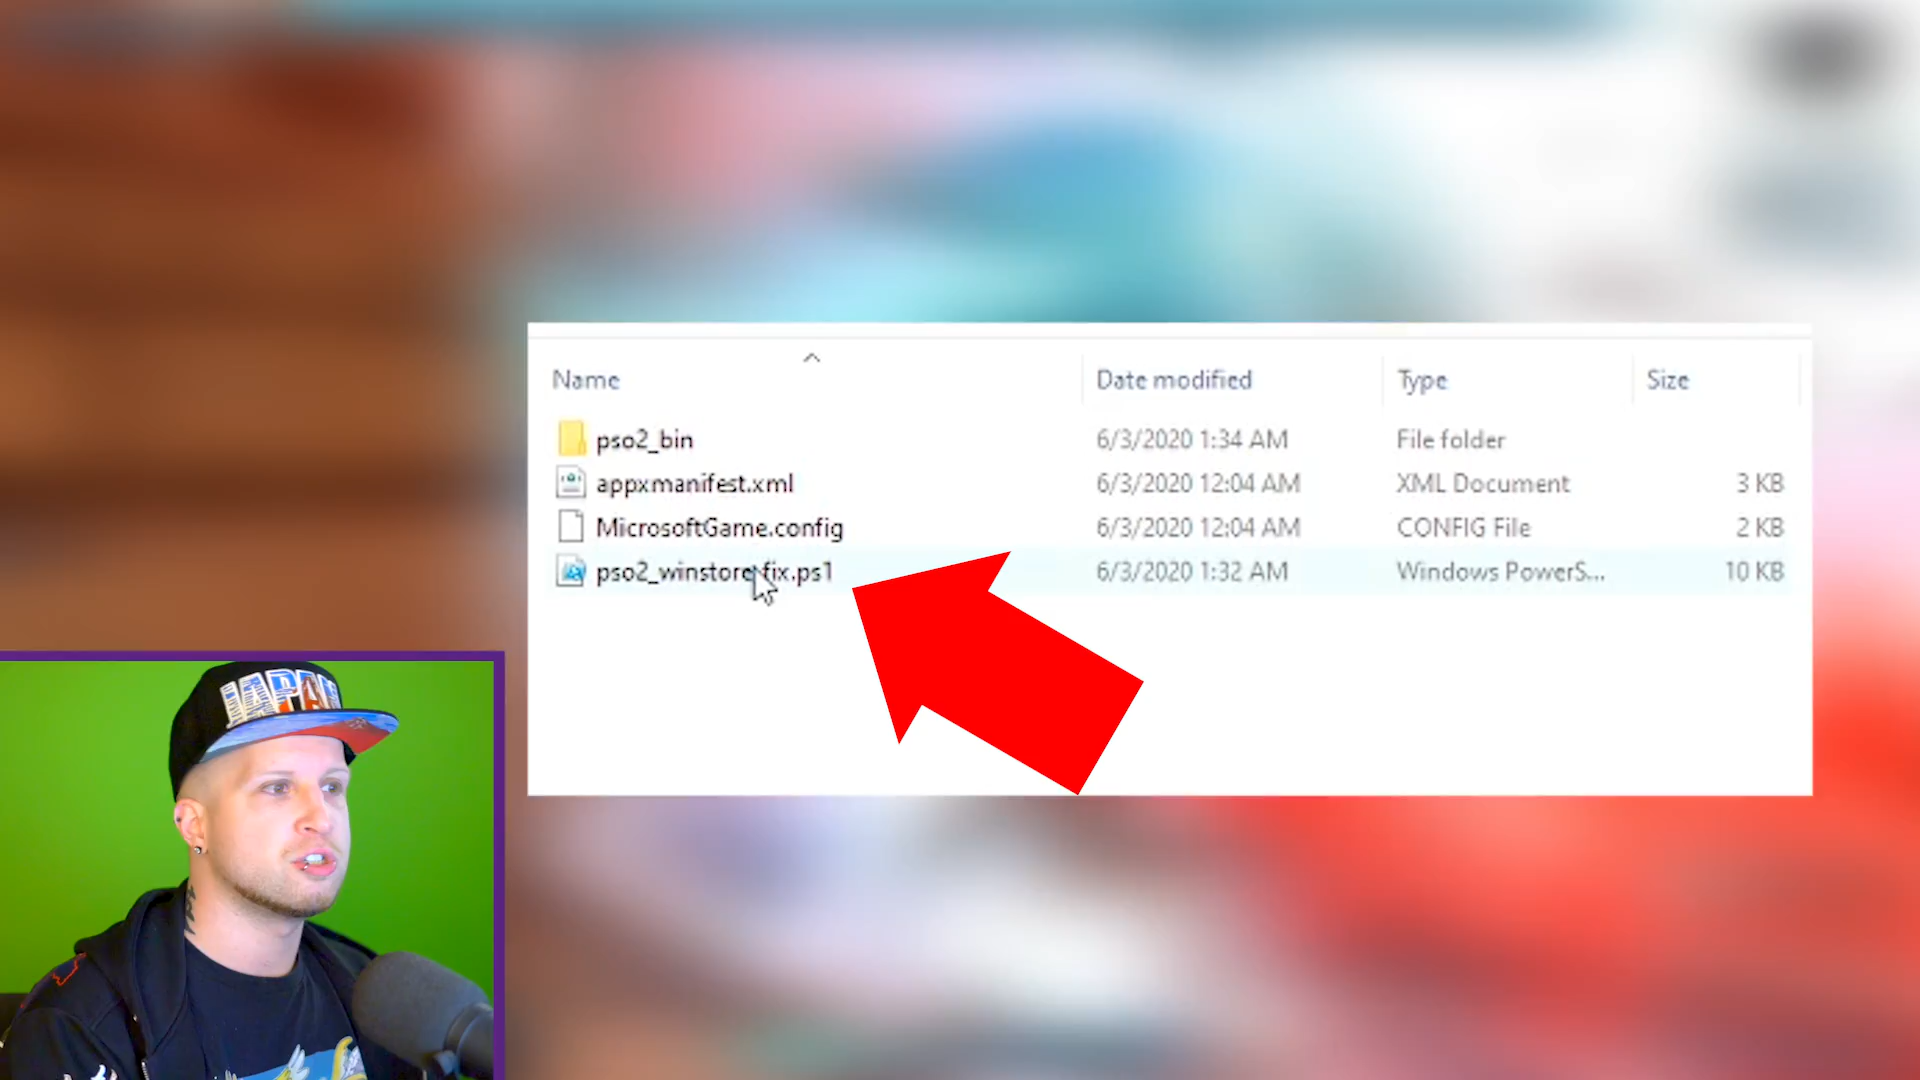 Name Date modified Type Size
pso2_bin 6/3/2020 1:34 AM File folder
appxmanifest.xml 6/3/2020 12:04 AM XML Document 3 KB
MicrosoftGame.config 6/3/2020 12:04 AM CONFIG File 2 KB
pso2_winstore_fix.ps1 6/3/2020 1:32 AM Windows PowerS... 10 KB
JAPAN